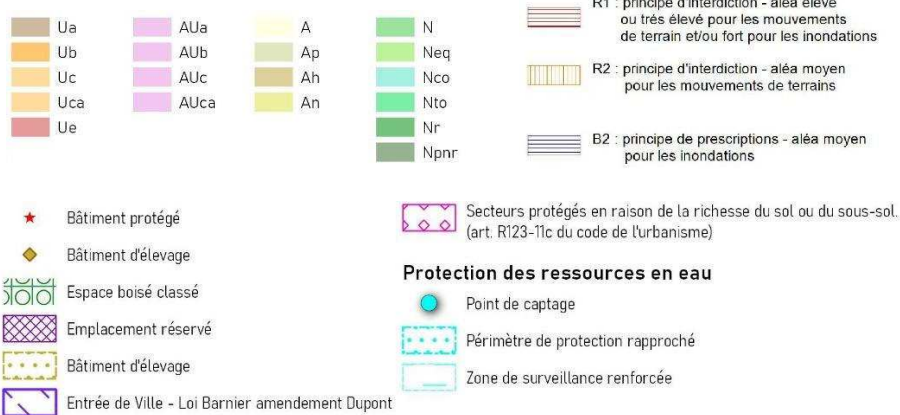 R1 : principe d'interdiction - aléa élevé
ou trés élevé pour les mouvements
de terrain et/ou fort pour les inondations
Ua
AUa
A
N
Ub
AUb
Ap
Neq
R2 : principe d'interdiction - aléa moyen
pour les mouvements de terrains
Uc
AUc
Ah
Nco
Uca
AUca
An
Nto
Ue
Nr
Npnr
B2 : principe de prescriptions - aléa moyen
pour les inondations
Bâtiment protégé
Bâtiment d'élevage
Espace boisé classé
Emplacement réservé
Bâtiment d'élevage
Entrée de Ville - Loi Barnier amendement Dupont
Secteurs protégés en raison de la richesse du sol ou du sous-sol.
(art. R123-11c du code de l'urbanisme)
Protection des ressources en eau
Point de captage
Périmètre de protection rapproché
Zone de surveillance renforcée